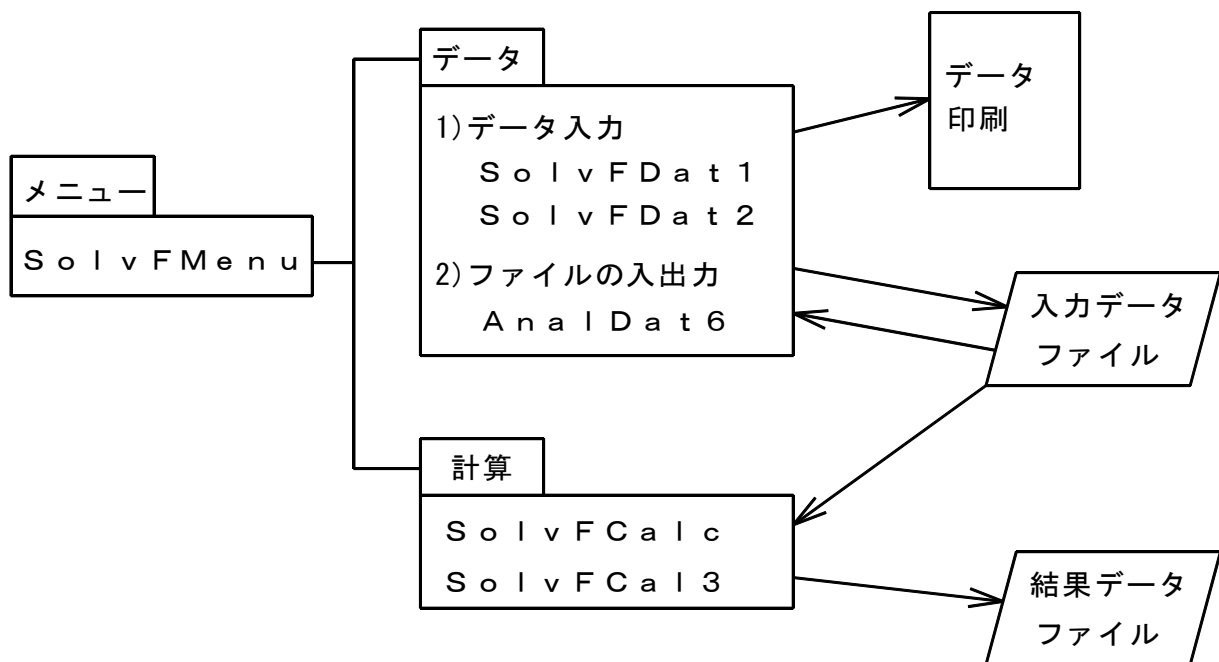 メニュー
ＳｏｌｖＦＭｅｎｕ
データ
1)データ入力
ＳｏｌｖＦＤａｔ１
ＳｏｌｖＦＤａｔ２
2)ファイルの入出力
ＡｎａｌＤａｔ６
データ
印刷
入力データ
ファイル
計算
ＳｏｌｖＦＣａｌｃ
ＳｏｌｖＦＣａｌ３
結果データ
ファイル